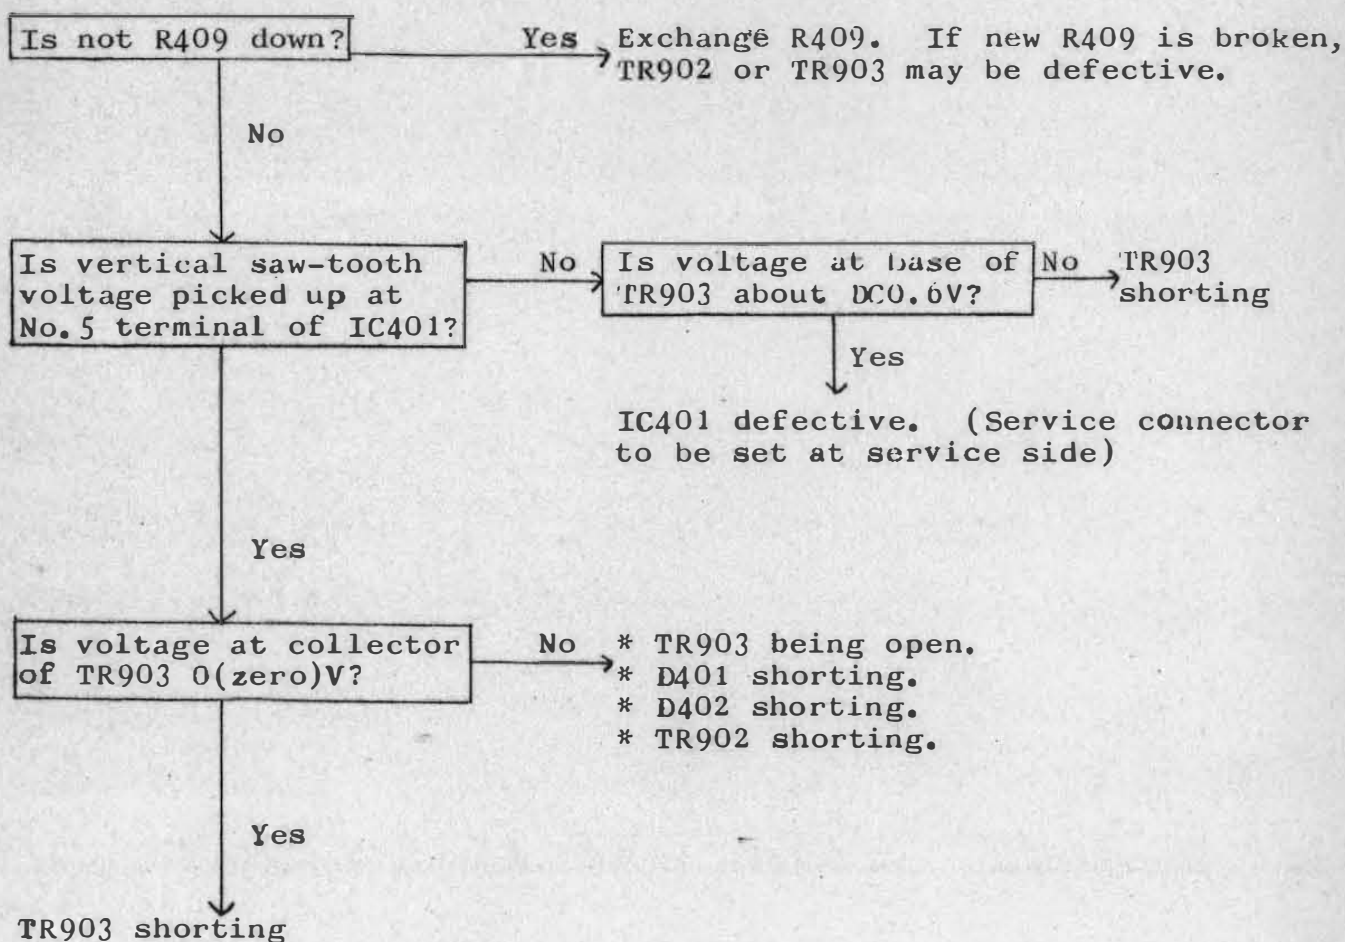 Is not R409 down?
Yes
Exchange R409. If new R409 is broken,
TR902 or TR903 may be defective.
No
Is vertical saw-tooth
voltage picked up at
No.5 terminal of IC401?
No
Is voltage at base of
TR903 about DC0.6V?
No
TR903
shorting
Yes
IC401 defective. (Service connector
to be set at service side)
Yes
Is voltage at collector
of TR903 0(zero)V?
No
* TR903 being open.
* D401 shorting.
* D402 shorting.
* TR902 shorting.
Yes
TR903 shorting